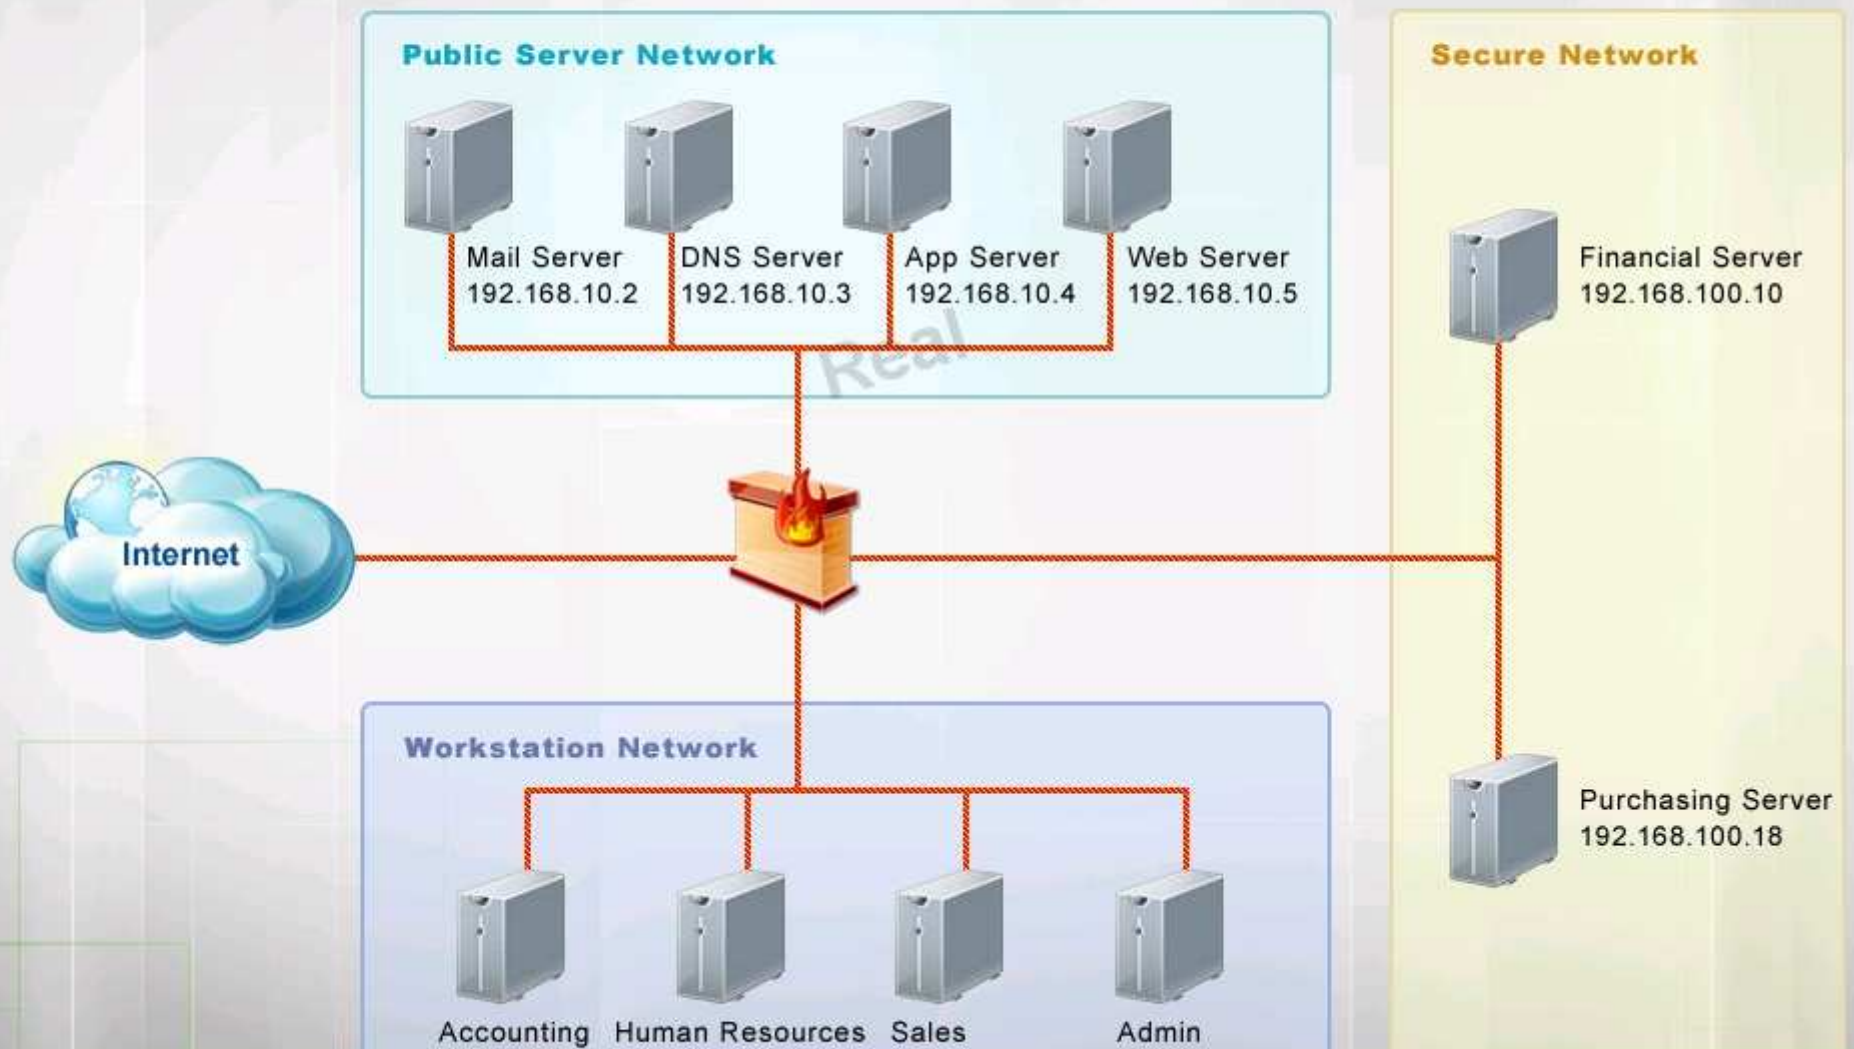 Public Server Network
Secure Network
Mail Server
192.168.10.2
DNS Server
192.168.10.3
App Server
192.168.10.4
Web Server
192.168.10.5
Financial Server
192.168.100.10
Real
Internet
Workstation Network
Purchasing Server
192.168.100.18
Accounting
Human Resources
Sales
Admin